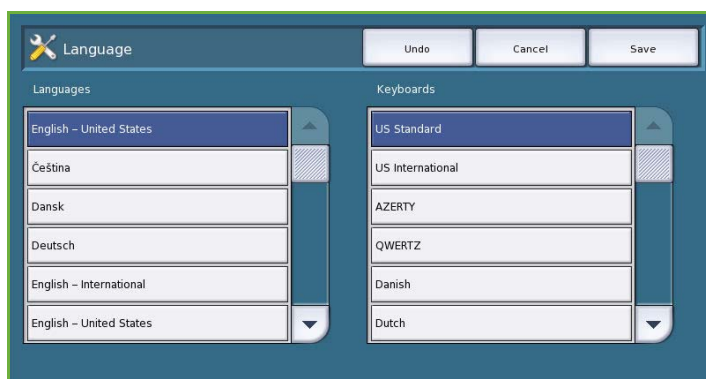 Language
Undo
Cancel
Save
Languages
Keyboards
English – United States
Čeština
Dansk
Deutsch
English – International
English – United States
US Standard
US International
AZERTY
QWERTZ
Danish
Dutch